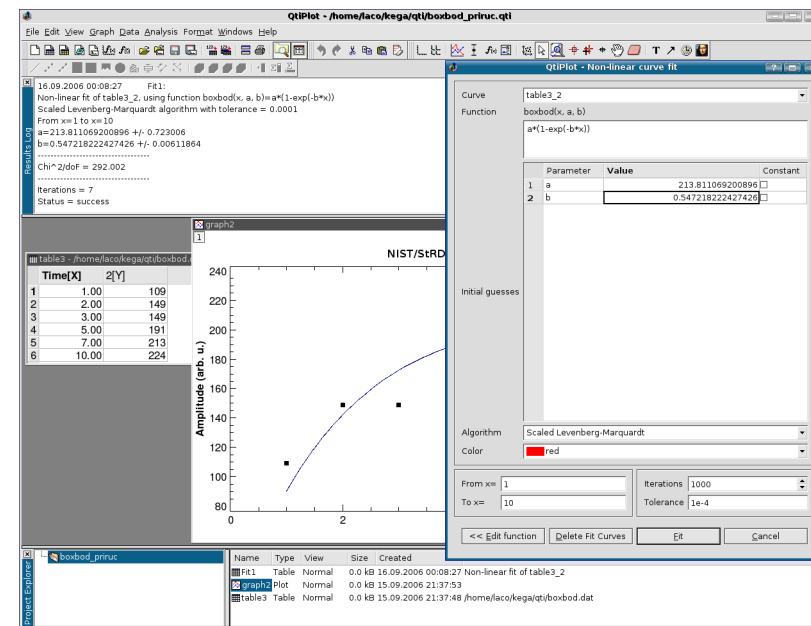 QtiPlot - /home/laco/kega/qti/boxbod_priruc.qti
File Edit View Graph Data Analysis Format Windows Help
Results Log
16.09.2006 00:08:27 Fit1:
Non-linear fit of table3_2, using function boxbod(x, a, b)=a*(1-exp(-b*x))
Scaled Levenberg-Marquardt algorithm with tolerance = 0.0001
From x=1 to x=10
a=213.811069200896 +/- 0.723006
b=0.547218222427426 +/- 0.00611864
--------------------------------------
Chi^2/doF = 292.002
--------------------------------------
Iterations = 7
Status = success
table3 - /home/laco/kega/qti/boxbod.
Time[X] 2[Y]
1 1.00 109
2 2.00 149
3 3.00 149
4 5.00 191
5 7.00 213
6 10.00 224
graph2
1
NIST/StRD
Amplitude (arb. u.)
240
220
200
180
160
140
120
100
80
0 2
QtiPlot - Non-linear curve fit
Curve table3_2
Function boxbod(x, a, b)
a*(1-exp(-b*x))
Initial guesses
Parameter Value Constant
1 a 213.811069200896
2 b 0.547218222427426
Algorithm Scaled Levenberg-Marquardt
Color red
From x= 1
To x= 10
Iterations 1000
Tolerance 1e-4
<< Edit function Delete Fit Curves Fit Cancel
Project Explorer
boxbod_priruc
Name Type View Size Created
Fit1 Table Normal 0.0 kB 16.09.2006 00:08:27 Non-linear fit of table3_2
graph2 Plot Normal 0.0 kB 15.09.2006 21:37:53
table3 Table Normal 0.0 kB 15.09.2006 21:37:48 /home/laco/kega/qti/boxbod.dat